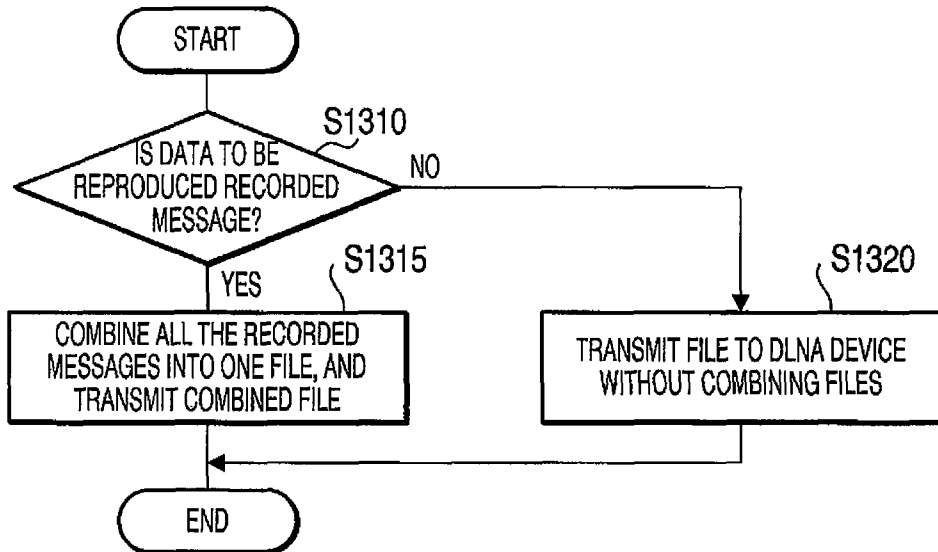 START
S1310
IS DATA TO BE
REPRODUCED RECORDED
MESSAGE?
NO
YES
S1315
COMBINE ALL THE RECORDED
MESSAGES INTO ONE FILE, AND
TRANSMIT COMBINED FILE
S1320
TRANSMIT FILE TO DLNA DEVICE
WITHOUT COMBINING FILES
END